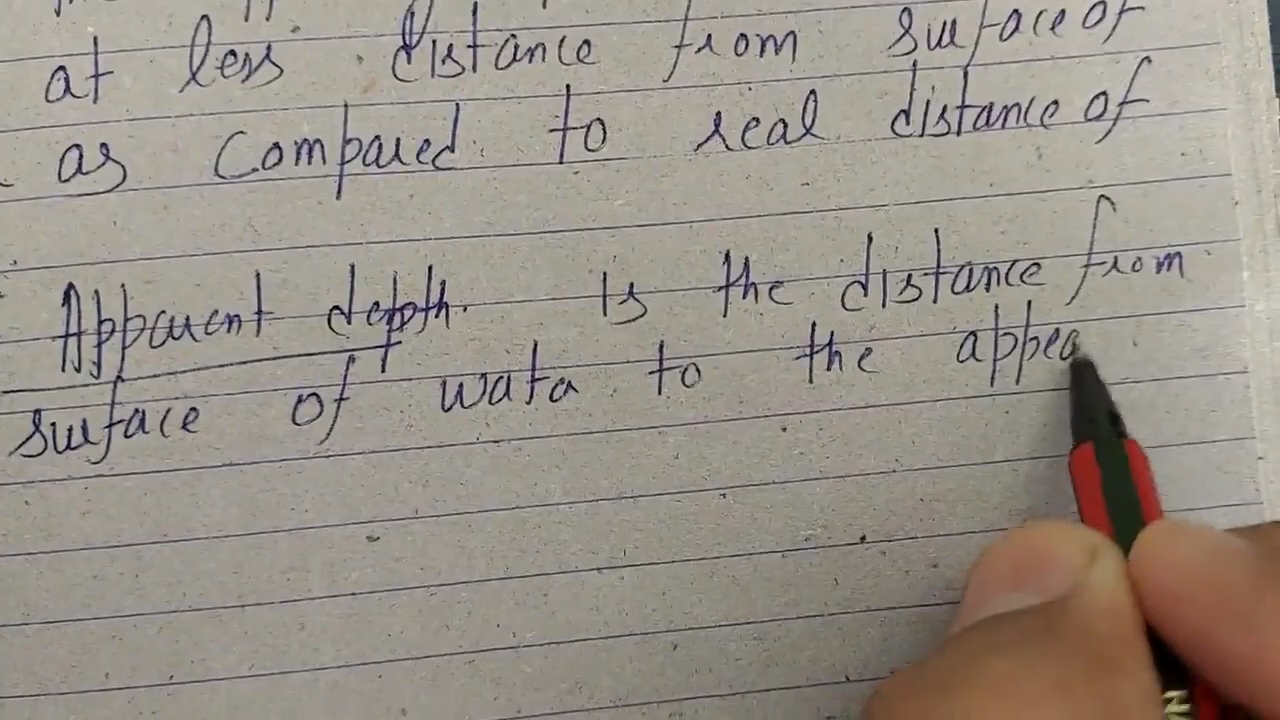 at less distance from surface of
as compared to real distance of
Apparent depth. Is the distance from
surface of water to the appea